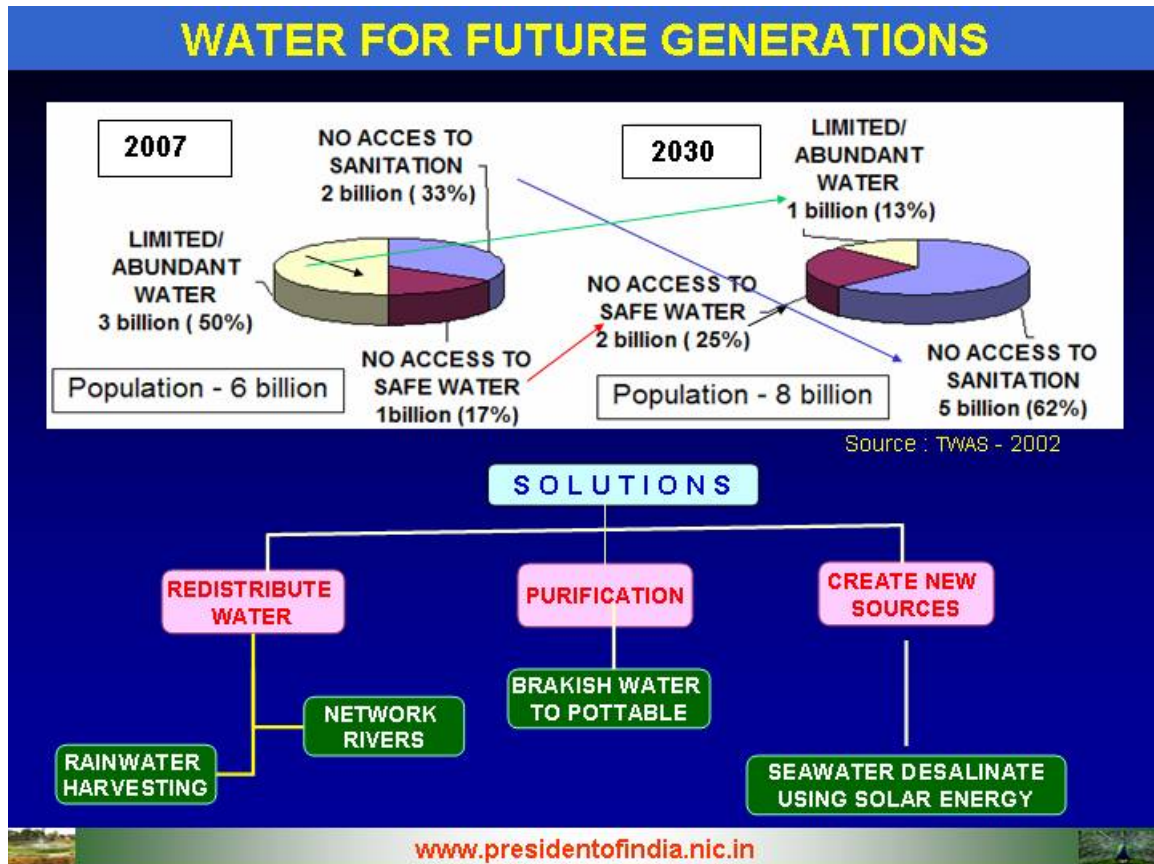 WATER FOR FUTURE GENERATIONS
2007
NO ACCES TO
SANITATION
2 billion ( 33%)
LIMITED/
ABUNDANT
WATER
3 billion ( 50%)
NO ACCESS TO
SAFE WATER
1billion (17%)
Population - 6 billion
2030
LIMITED/
ABUNDANT
WATER
1 billion (13%)
NO ACCESS TO
SAFE WATER
2 billion ( 25%)
NO ACCESS TO
SANITATION
5 billion (62%)
Population - 8 billion
Source : TWAS - 2002
SOLUTIONS
REDISTRIBUTE
WATER
PURIFICATION
CREATE NEW
SOURCES
NETWORK
RIVERS
RAINWATER
HARVESTING
BRAKISH WATER
TO POTTABLE
SEAWATER DESALINATE
USING SOLAR ENERGY
www.presidentofindia.nic.in